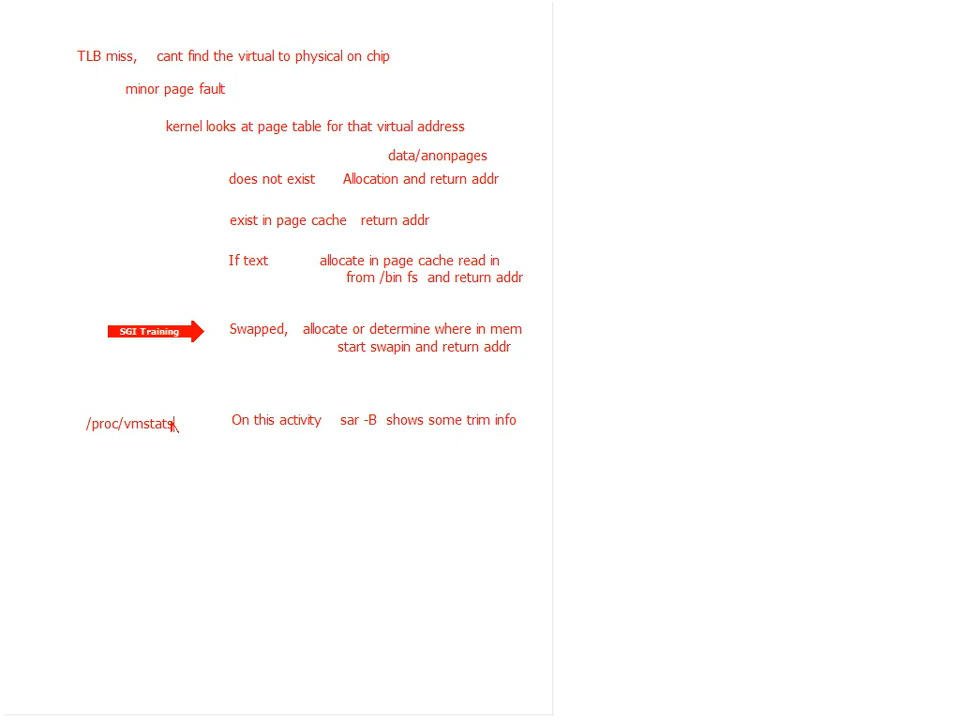 TLB miss, cant find the virtual to physical on chip
minor page fault
kernel looks at page table for that virtual address
data/anonpages
does not exist Allocation and return addr
exist in page cache return addr
If text allocate in page cache read in
from /bin fs and return addr
SGI Training
Swapped, allocate or determine where in mem
start swapin and return addr
On this activity sar -B shows some trim info
/proc/vmstats